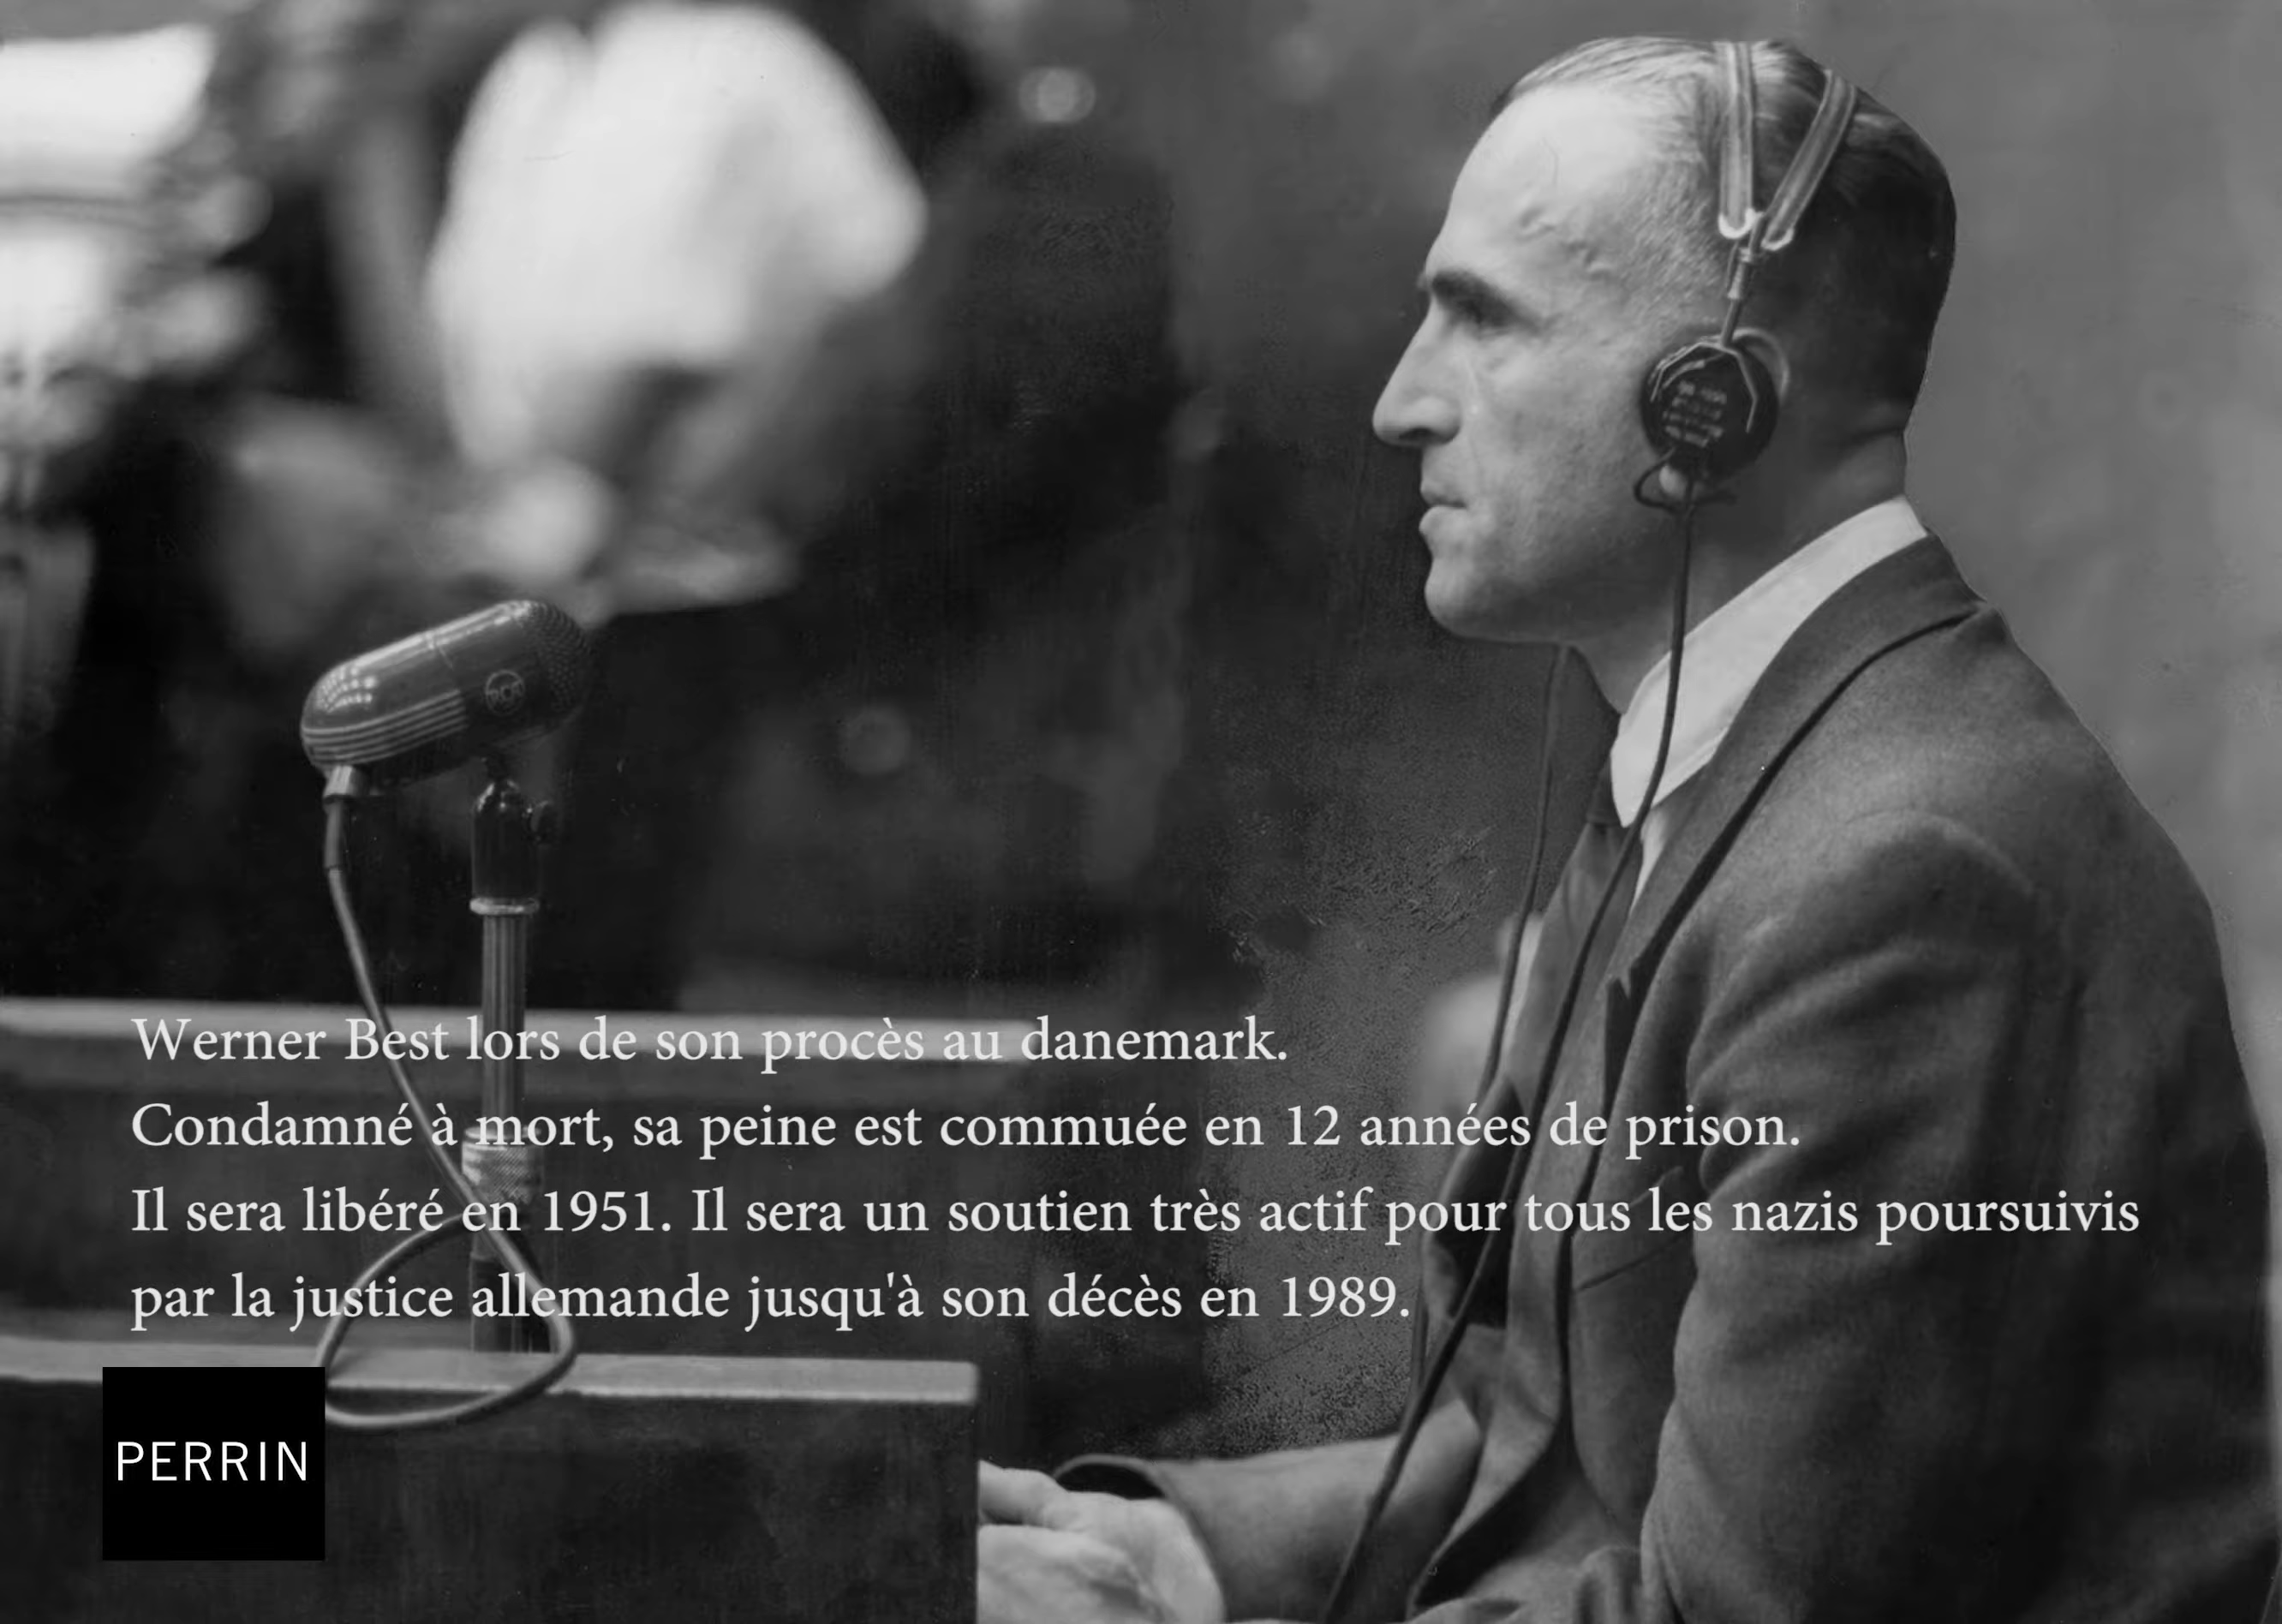 Werner Best lors de son procès au danemark.
Condamné à mort, sa peine est commuée en 12 années de prison.
Il sera libéré en 1951. Il sera un soutien très actif pour tous les nazis poursuivis
par la justice allemande jusqu'à son décès en 1989.
PERRIN
RCA